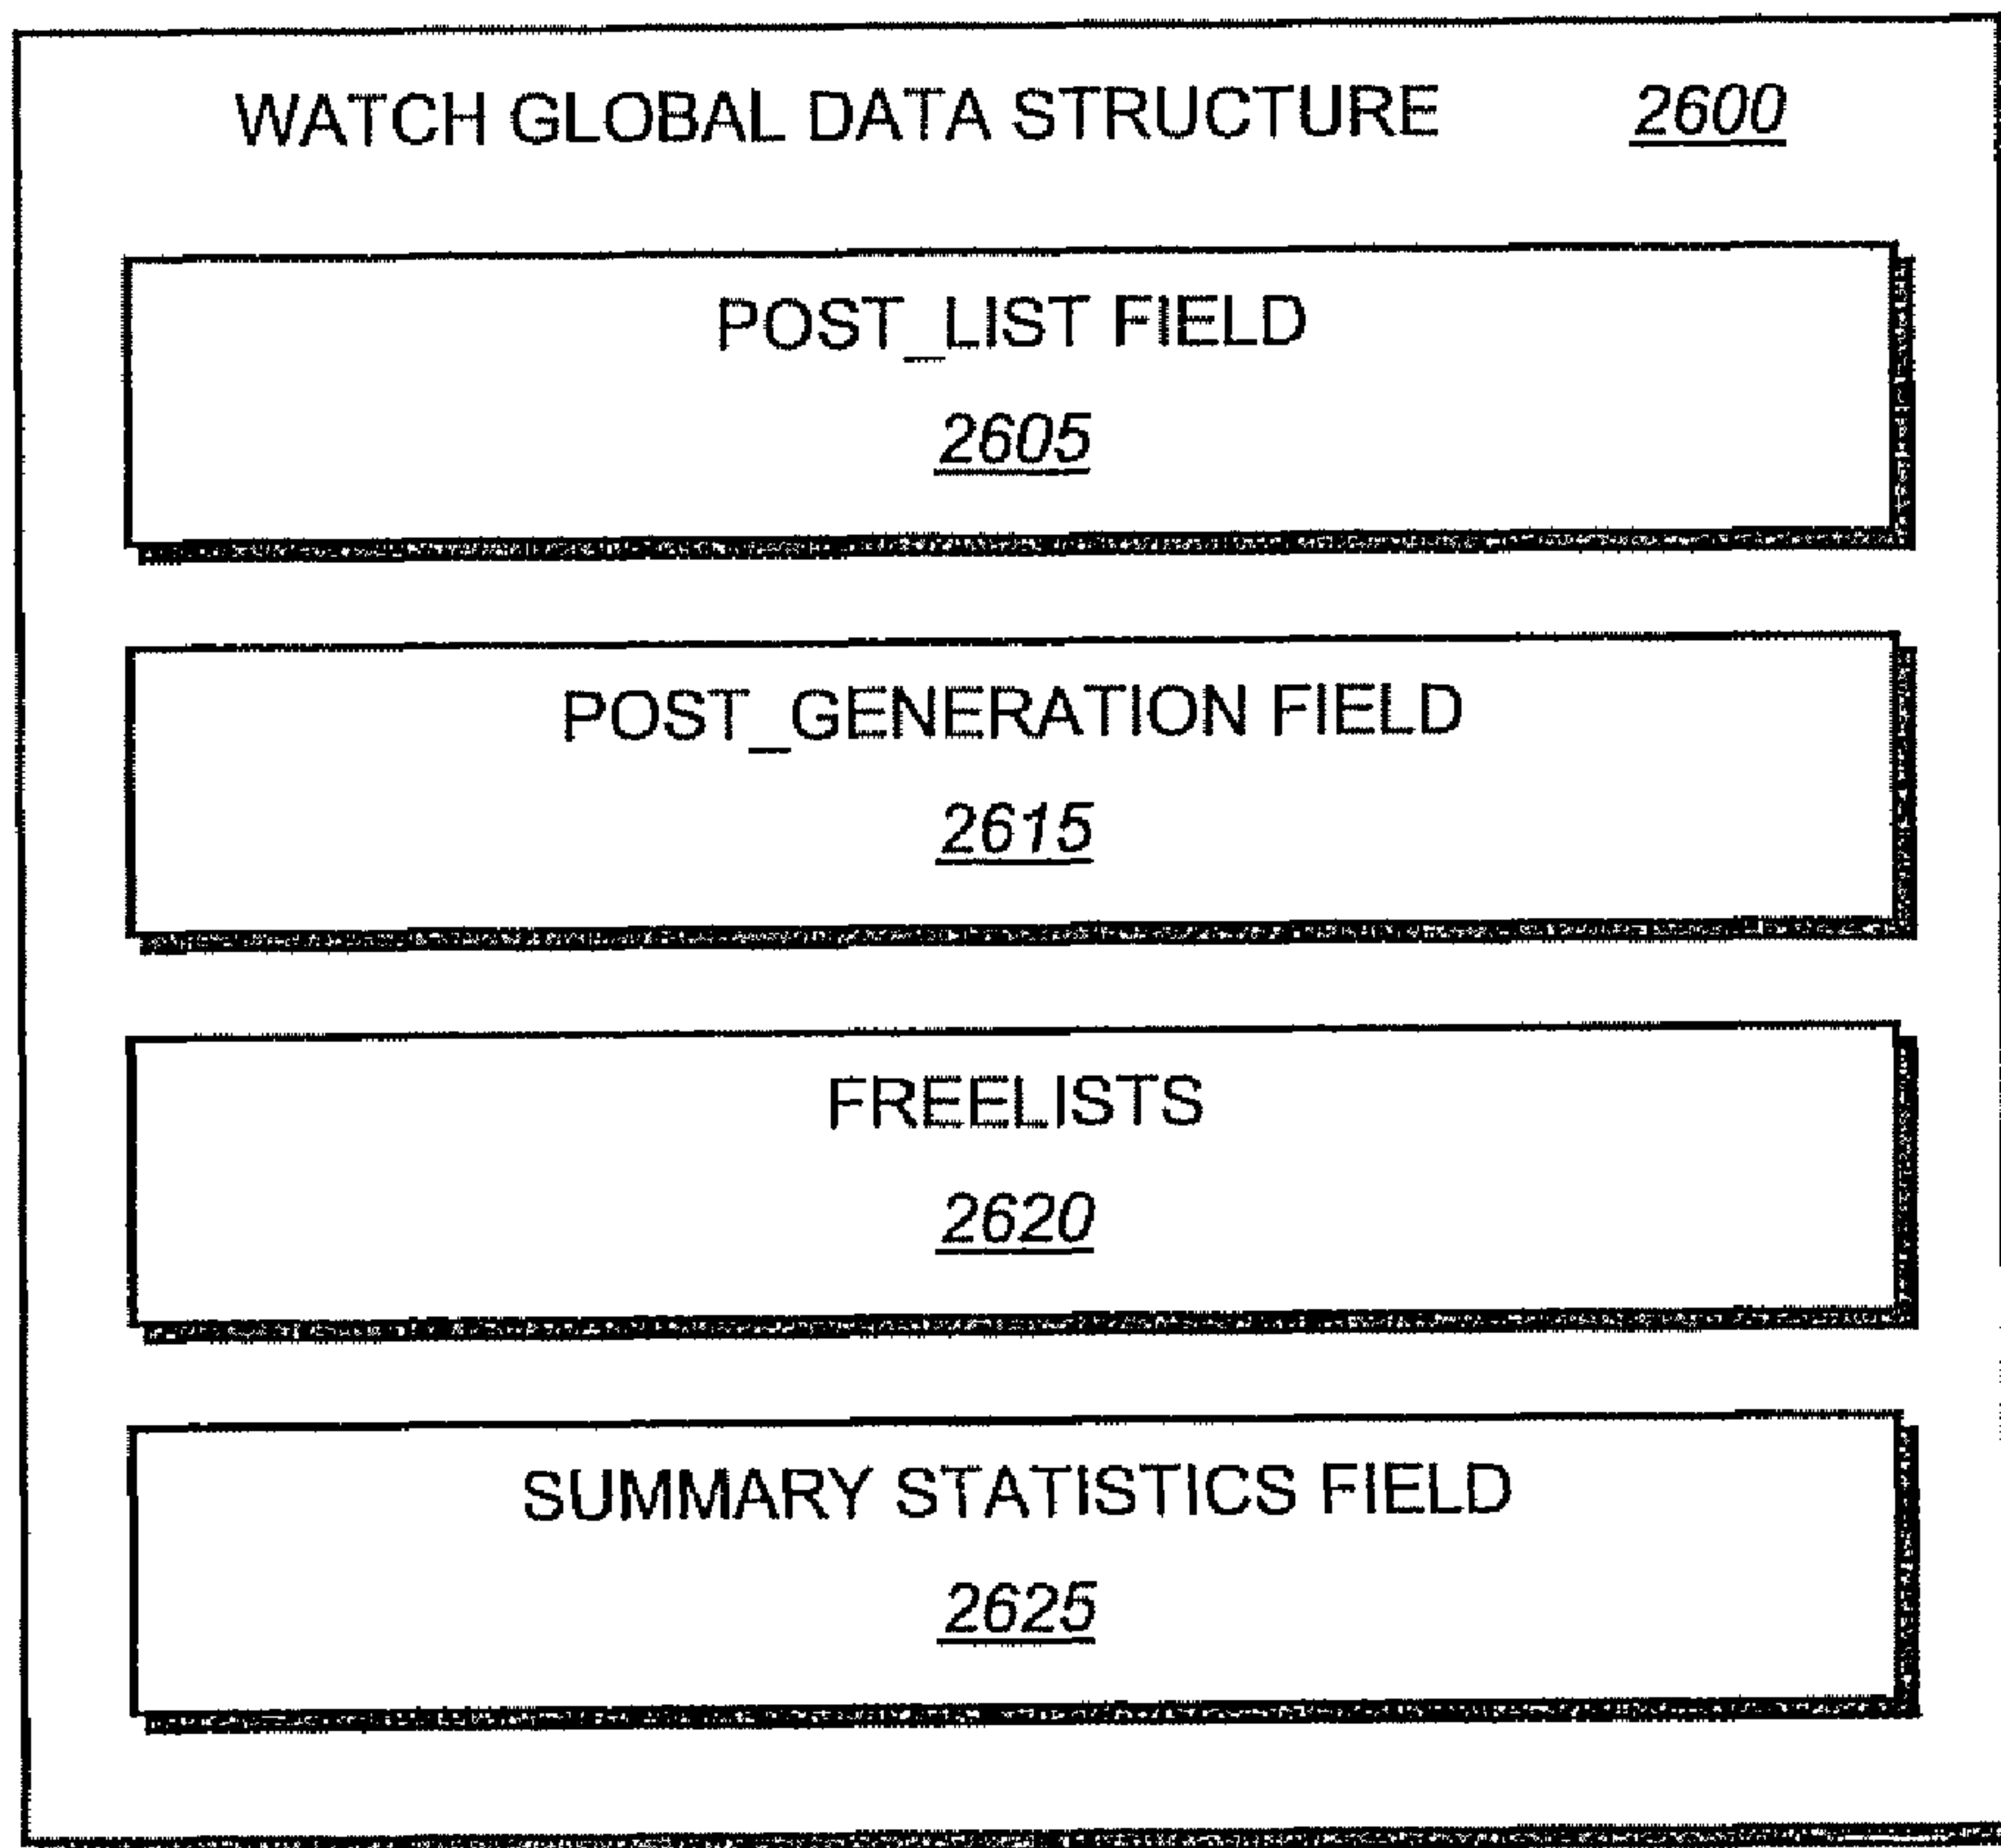 WATCH GLOBAL DATA STRUCTURE 2600
POST_LIST FIELD
2605
POST_GENERATION FIELD
2615
FREELISTS
2620
SUMMARY STATISTICS FIELD
2625